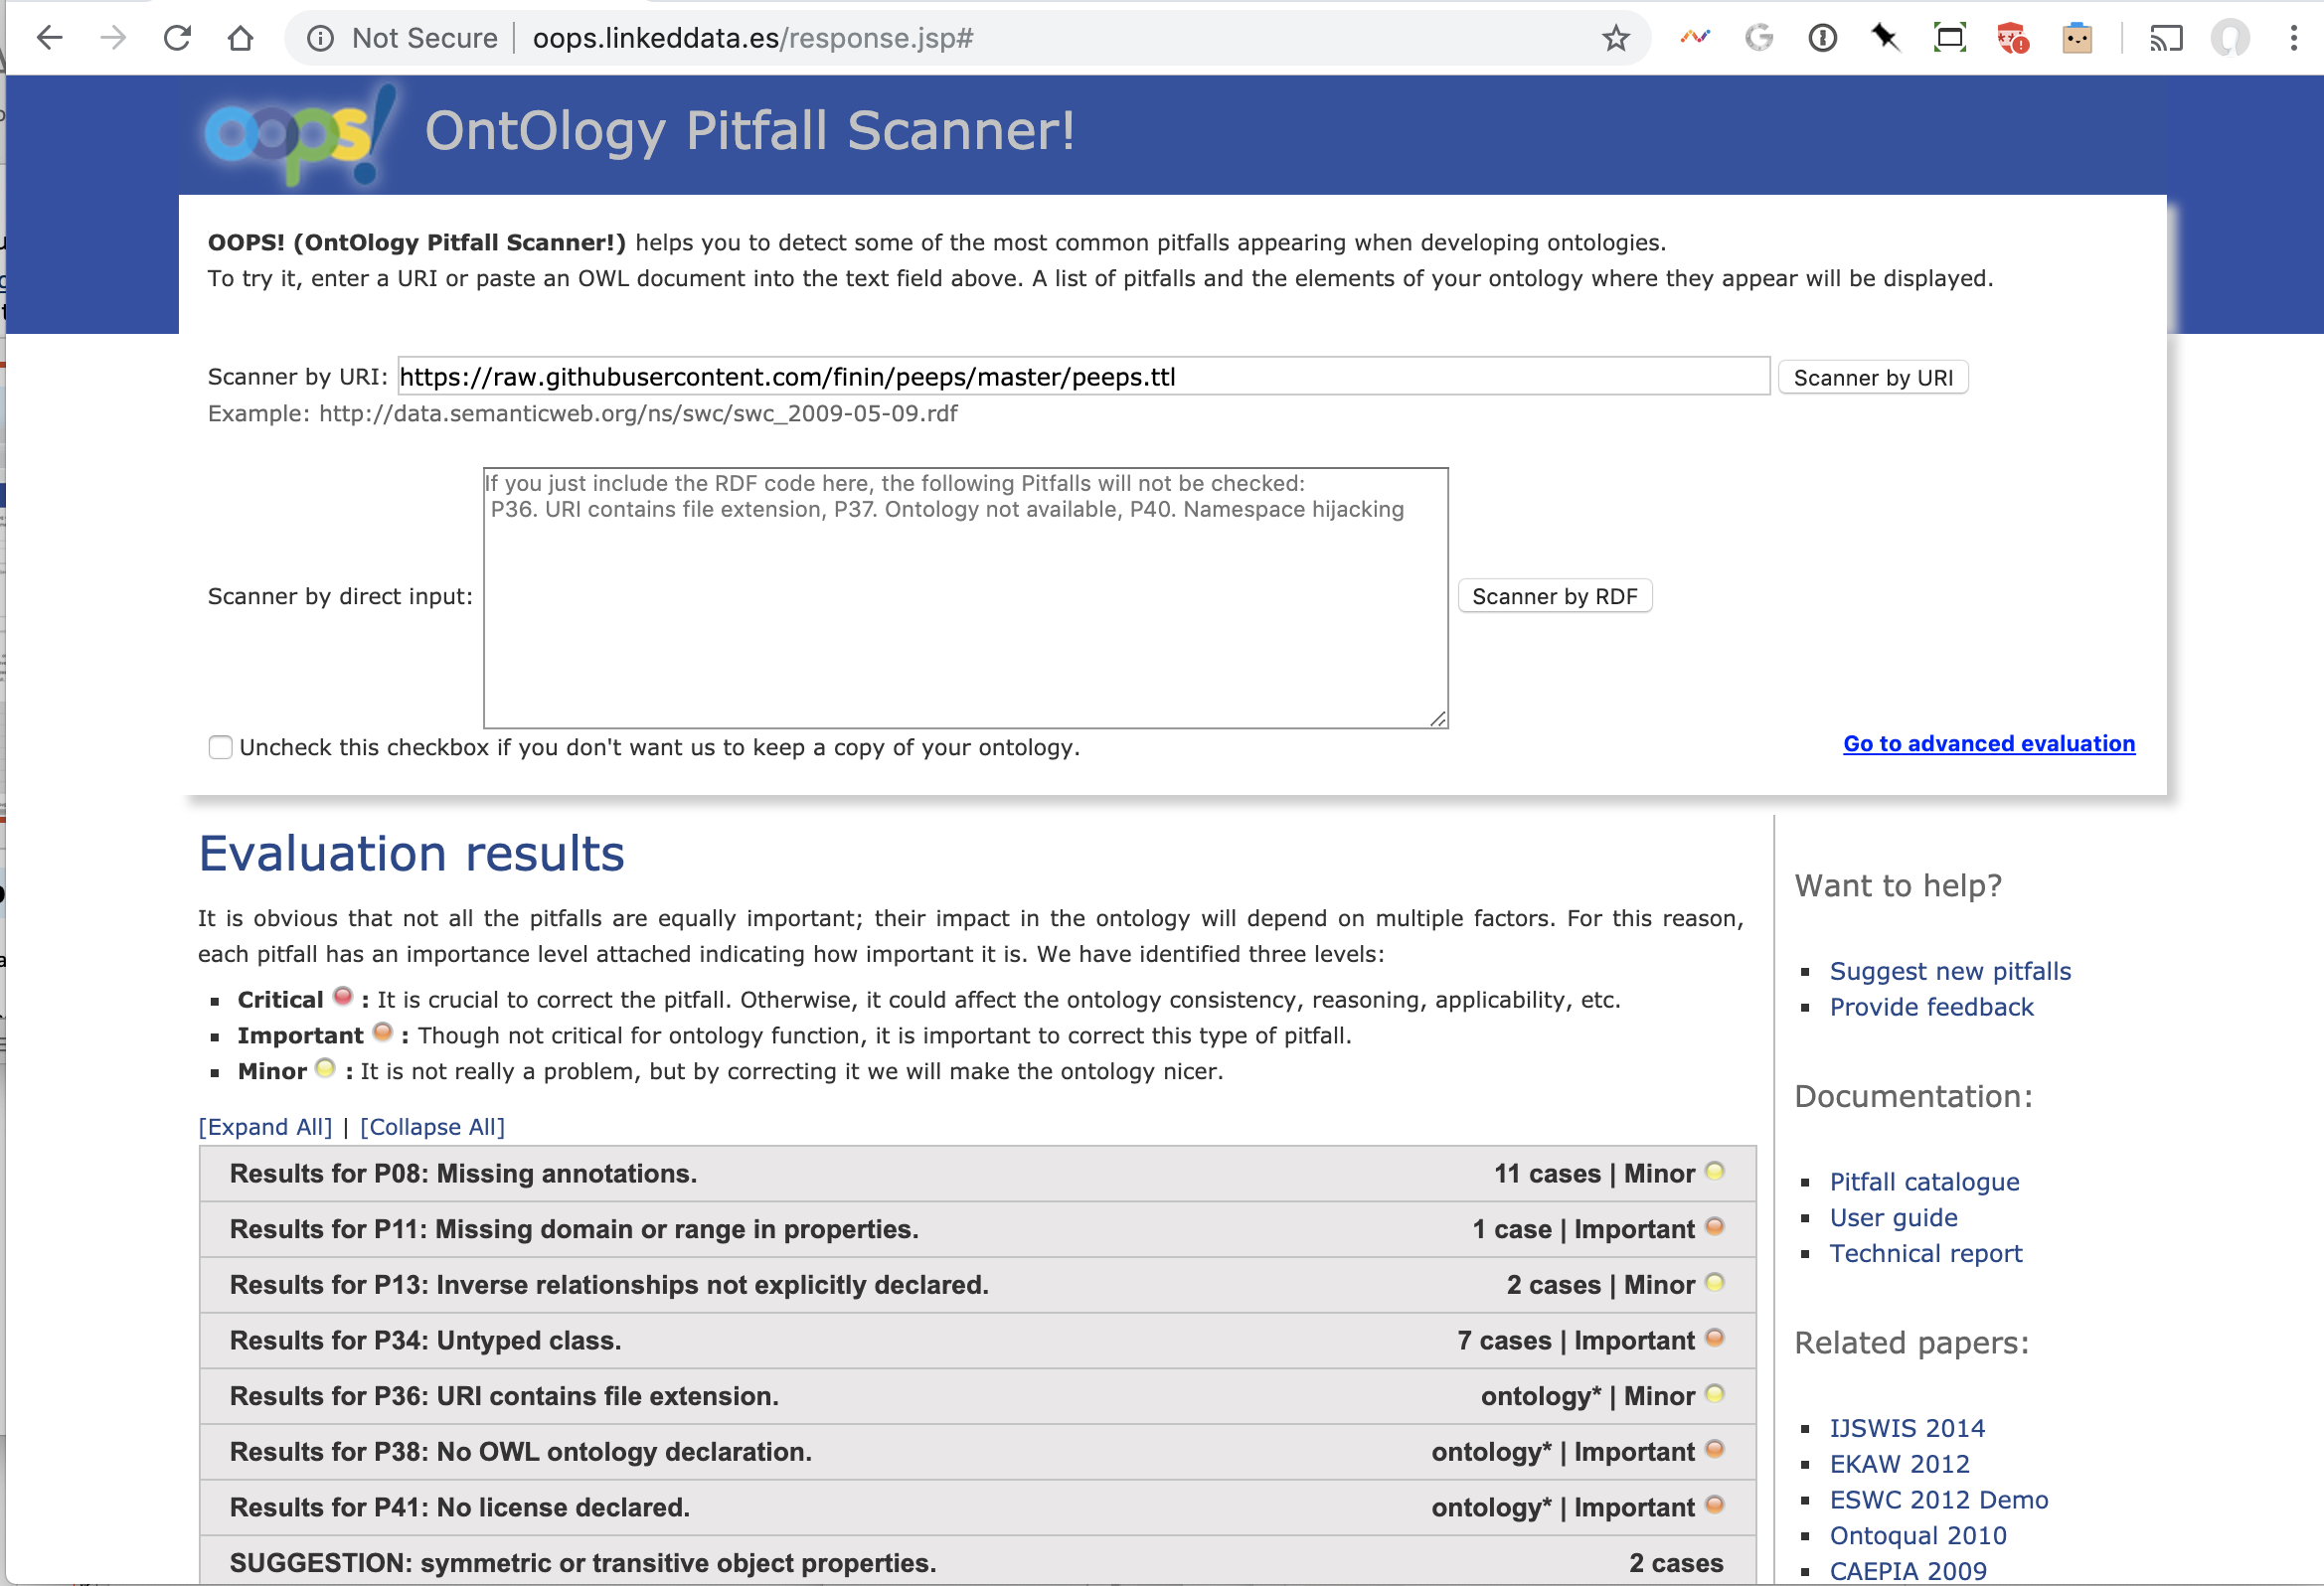 Not Secure | oops.linkeddata.es/response.jsp#
oops! OntOlogy Pitfall Scanner!
OOPS! (OntOlogy Pitfall Scanner!) helps you to detect some of the most common pitfalls appearing when developing ontologies.
To try it, enter a URI or paste an OWL document into the text field above. A list of pitfalls and the elements of your ontology where they appear will be displayed.
Scanner by URI: https://raw.githubusercontent.com/finin/peeps/master/peeps.ttl Scanner by URI
Example: http://data.semanticweb.org/ns/swc/swc_2009-05-09.rdf
If you just include the RDF code here, the following Pitfalls will not be checked:
P36. URI contains file extension, P37. Ontology not available, P40. Namespace hijacking
Scanner by direct input: Scanner by RDF
Uncheck this checkbox if you don't want us to keep a copy of your ontology.
Go to advanced evaluation
Evaluation results
It is obvious that not all the pitfalls are equally important; their impact in the ontology will depend on multiple factors. For this reason,
each pitfall has an importance level attached indicating how important it is. We have identified three levels:
Critical : It is crucial to correct the pitfall. Otherwise, it could affect the ontology consistency, reasoning, applicability, etc.
Important : Though not critical for ontology function, it is important to correct this type of pitfall.
Minor : It is not really a problem, but by correcting it we will make the ontology nicer.
[Expand All] | [Collapse All]
Results for P08: Missing annotations. 11 cases | Minor
Results for P11: Missing domain or range in properties. 1 case | Important
Results for P13: Inverse relationships not explicitly declared. 2 cases | Minor
Results for P34: Untyped class. 7 cases | Important
Results for P36: URI contains file extension. ontology* | Minor
Results for P38: No OWL ontology declaration. ontology* | Important
Results for P41: No license declared. ontology* | Important
SUGGESTION: symmetric or transitive object properties. 2 cases
Want to help?
Suggest new pitfalls
Provide feedback
Documentation:
Pitfall catalogue
User guide
Technical report
Related papers:
IJSWIS 2014
EKAW 2012
ESWC 2012 Demo
Ontoqual 2010
CAEPIA 2009